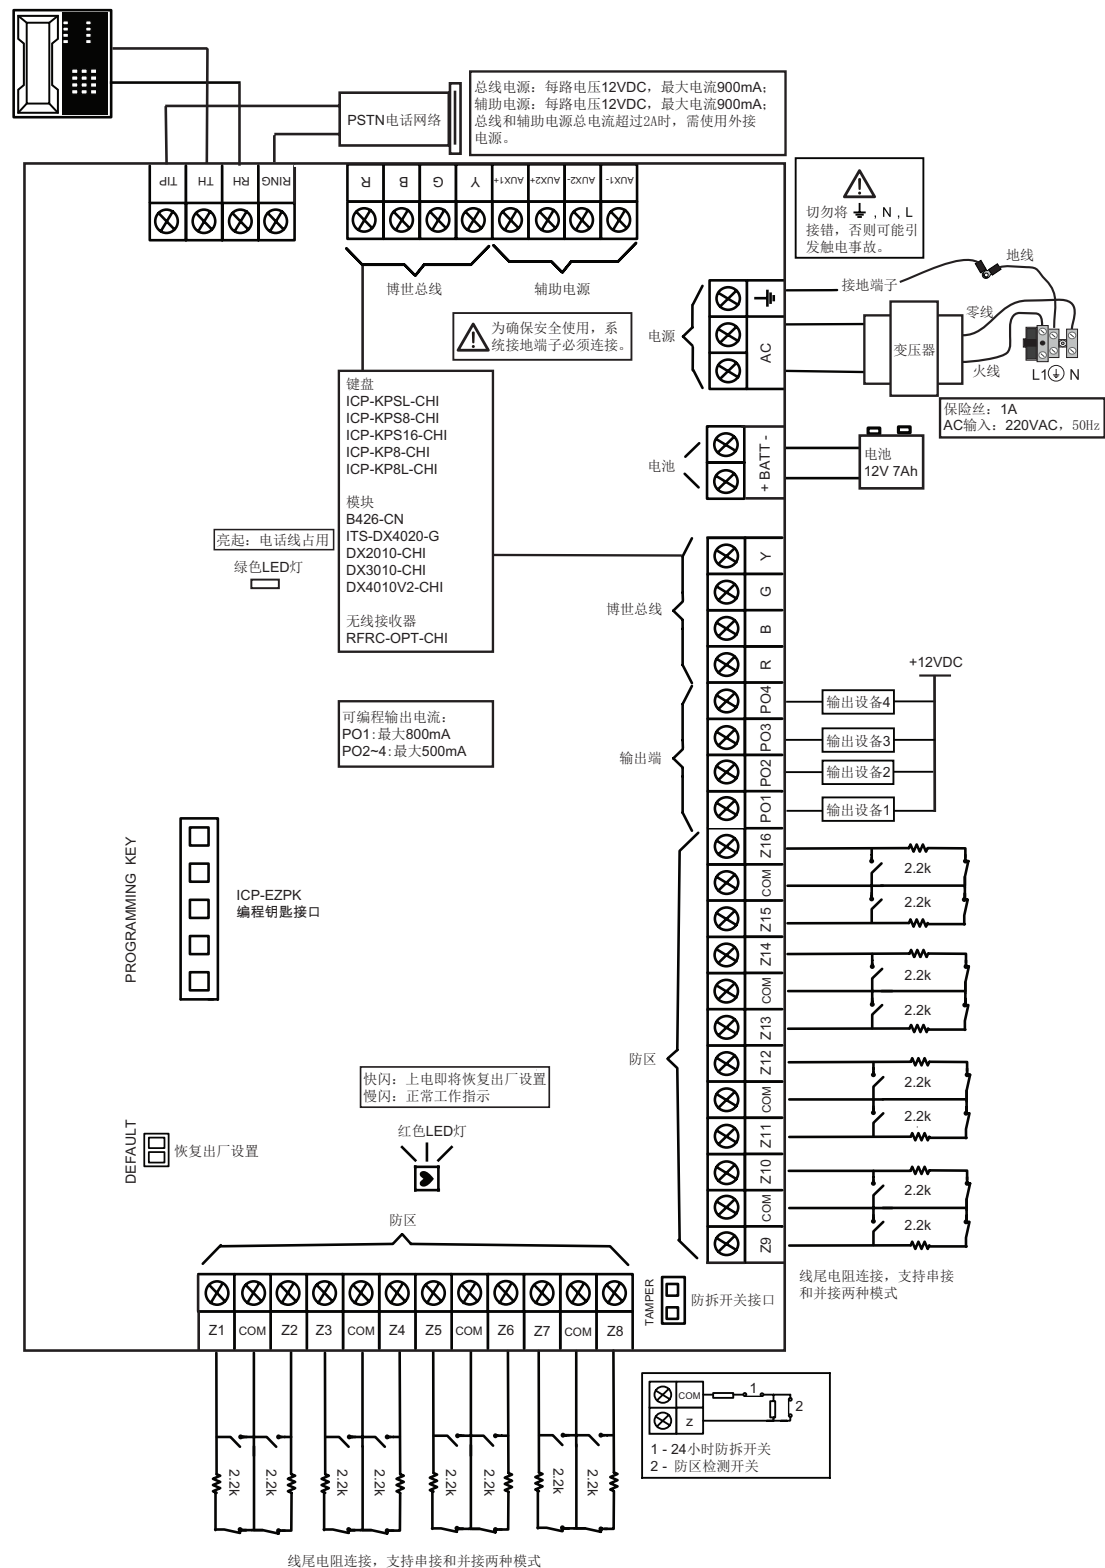 总线电源：每路电压12VDC，最大电流900mA；
辅助电源：每路电压12VDC，最大电流900mA；
总线和辅助电源总电流超过2A时，需使用外接
电源。
PSTN电话网络
TIP
TH
RH
RING
R
B
G
Y
AUX1+
AUX2+
AUX2-
AUX1-
博世总线
辅助电源
切勿将 , N , L
接错，否则可能引
发触电事故。
地线
接地端子
电源
AC
变压器
零线
火线
L1
N
保险丝：1A
AC输入：220VAC，50Hz
为确保安全使用，系
统接地端子必须连接。
键盘
ICP-KPSL-CHI
ICP-KPS8-CHI
ICP-KPS16-CHI
ICP-KP8-CHI
ICP-KP8L-CHI
模块
B426-CN
ITS-DX4020-G
DX2010-CHI
DX3010-CHI
DX4010V2-CHI
无线接收器
RFRC-OPT-CHI
电池
+ BATT -
电池
12V 7Ah
亮起：电话线占用
绿色LED灯
博世总线
Y
G
B
R
输出端
PO4
PO3
PO2
PO1
+12VDC
输出设备4
输出设备3
输出设备2
输出设备1
可编程输出电流：
PO1：最大800mA
PO2~4：最大500mA
PROGRAMMING KEY
ICP-EZPK
编程钥匙接口
防区
Z16
COM
Z15
Z14
COM
Z13
Z12
COM
Z11
Z10
COM
Z9
2.2k
2.2k
2.2k
2.2k
2.2k
2.2k
2.2k
2.2k
线尾电阻连接，支持串接
和并接两种模式
快闪：上电即将恢复出厂设置
慢闪：正常工作指示
红色LED灯
DEFAULT
恢复出厂设置
防区
Z1
COM
Z2
Z3
COM
Z4
Z5
COM
Z6
Z7
COM
Z8
TAMPER
防拆开关接口
COM
Z
1
2
1 - 24小时防拆开关
2 - 防区检测开关
2.2k
2.2k
2.2k
2.2k
2.2k
2.2k
2.2k
2.2k
线尾电阻连接，支持串接和并接两种模式